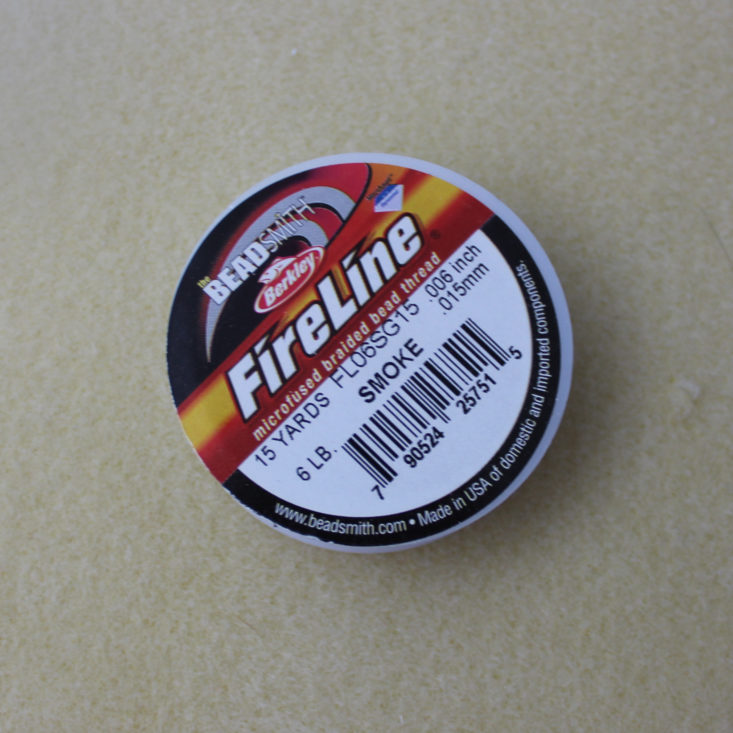 the
BEADSMITH
Berkley
FireLine®
microfused braided bead thread
15 YARDS FL06SG15 .006 inch
6 LB. SMOKE .015mm
7 90524 25751 5
www.beadsmith.com • Made in USA of domestic and imported components.